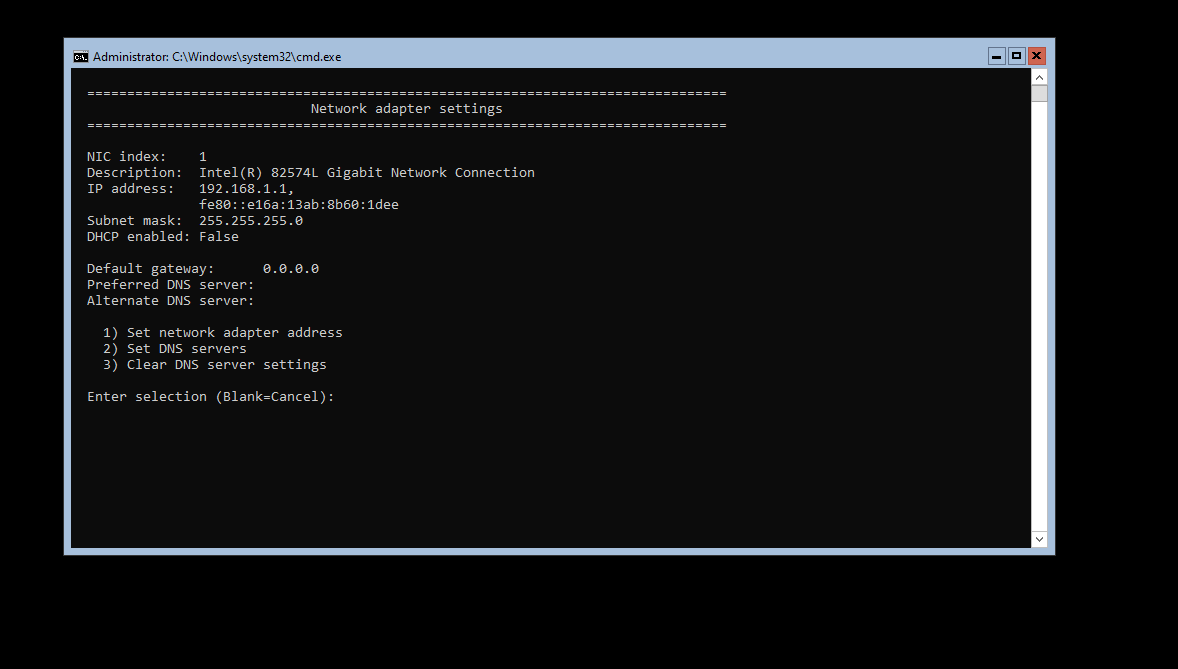 Administrator: C:\Windows\system32\cmd.exe
================================================================================
Network adapter settings
================================================================================
NIC index: 1
Description: Intel(R) 82574L Gigabit Network Connection
IP address: 192.168.1.1,
fe80::e16a:13ab:8b60:1dee
Subnet mask: 255.255.255.0
DHCP enabled: False
Default gateway: 0.0.0.0
Preferred DNS server:
Alternate DNS server:
1) Set network adapter address
2) Set DNS servers
3) Clear DNS server settings
Enter selection (Blank=Cancel):